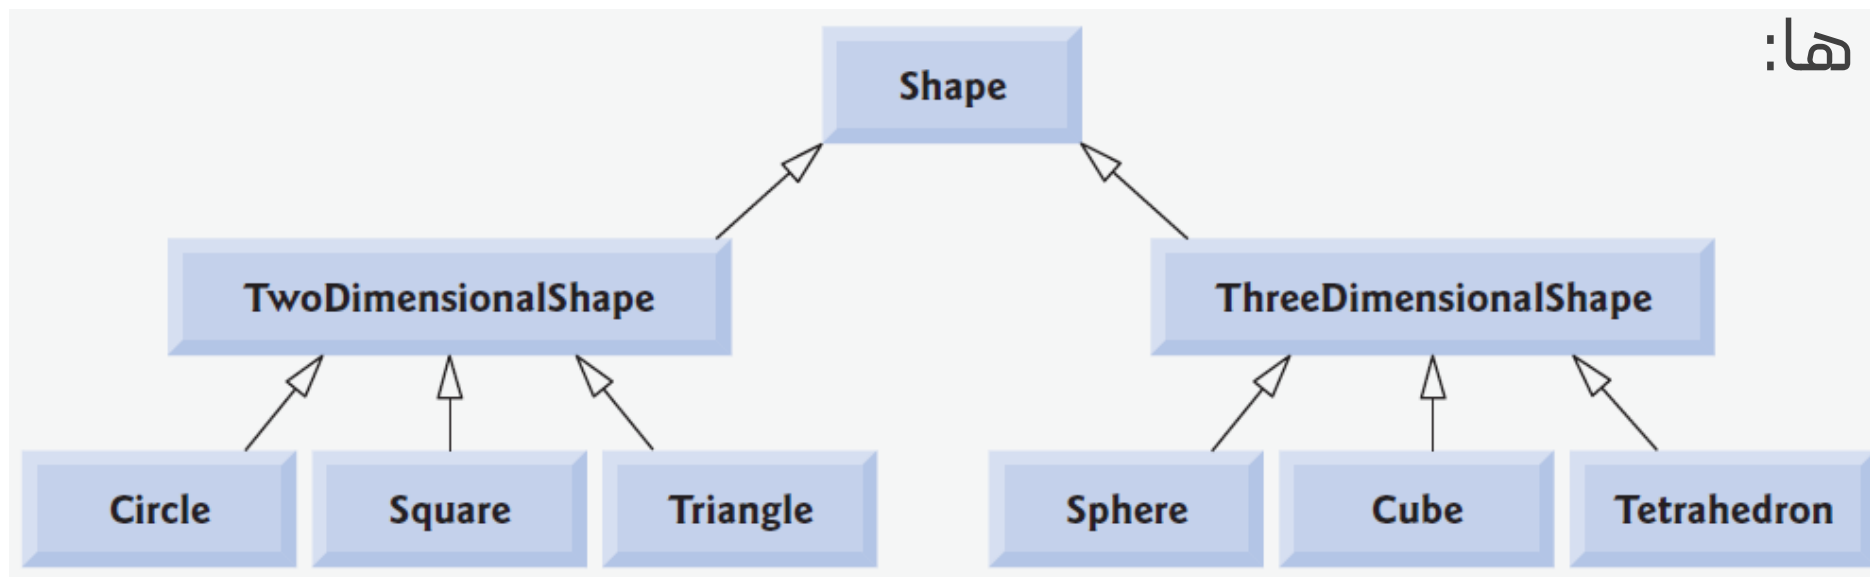 ها:
Shape
TwoDimensionalShape ThreeDimensionalShape
Circle Square Triangle Sphere Cube Tetrahedron